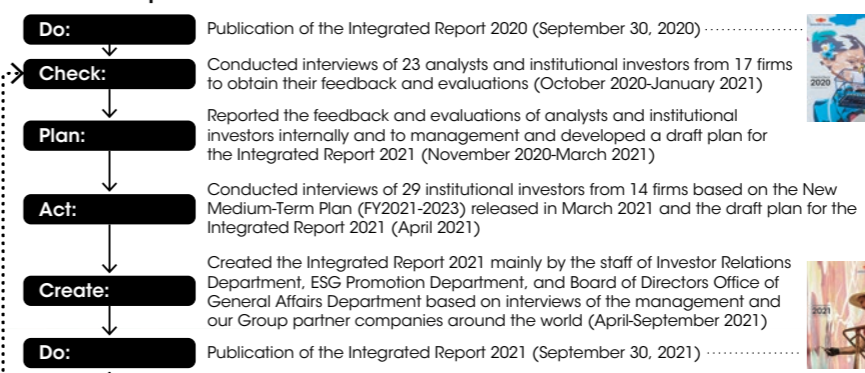 Do:
Publication of the Integrated Report 2020 (September 30, 2020)
Check:
Conducted interviews of 23 analysts and institutional investors from 17 firms
to obtain their feedback and evaluations (October 2020-January 2021)
2020
Plan:
Reported the feedback and evaluations of analysts and institutional
investors internally and to management and developed a draft plan for
the Integrated Report 2021 (November 2020-March 2021)
Act:
Conducted interviews of 29 institutional investors from 14 firms based on the New
Medium-Term Plan (FY2021-2023) released in March 2021 and the draft plan for the
Integrated Report 2021 (April 2021)
Create:
Created the Integrated Report 2021 mainly by the staff of Investor Relations
Department, ESG Promotion Department, and Board of Directors Office of
General Affairs Department based on interviews of the management and
our Group partner companies around the world (April-September 2021)
2021
Do:
Publication of the Integrated Report 2021 (September 30, 2021)